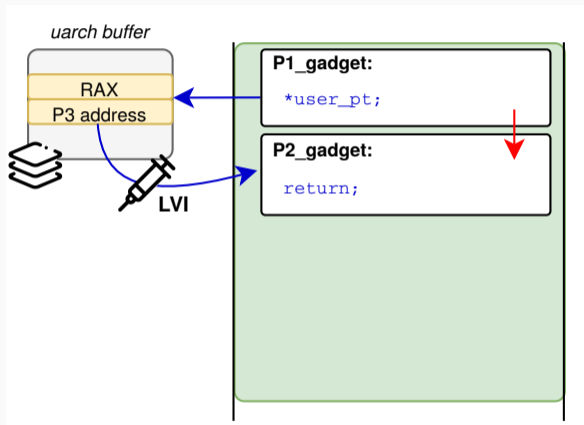 uarch buffer
RAX
P3 address
LVI
P1_gadget:
*user_pt;
P2_gadget:
return;